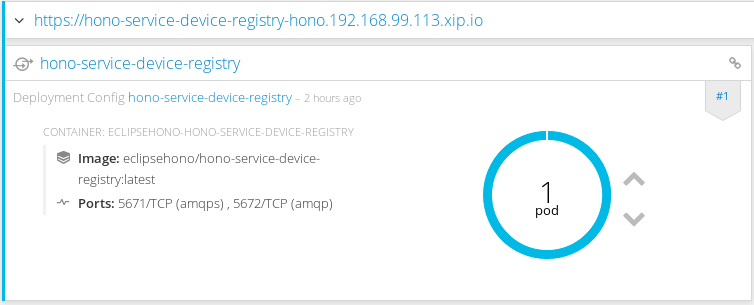 https://hono-service-device-registry-hono.192.168.99.113.xip.io
hono-service-device-registry
Deployment Config hono-service-device-registry – 2 hours ago
#1
CONTAINER: ECLIPSEHONO-HONO-SERVICE-DEVICE-REGISTRY
Image: eclipsehono/hono-service-device-
registry:latest
Ports: 5671/TCP (amqps) , 5672/TCP (amqp)
1
pod